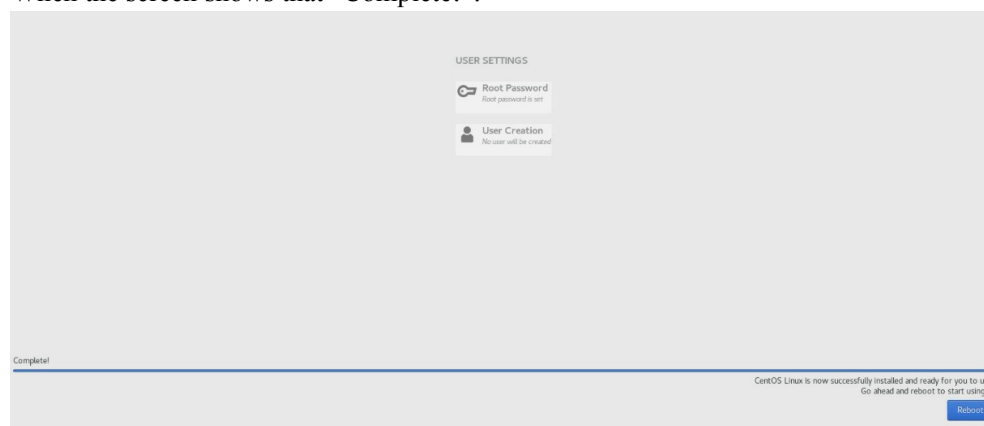 When the screen shows that "Complete!".
USER SETTINGS
Root Password
Root password is set
User Creation
No user will be created
Complete!
CentOS Linux is now successfully installed and ready for you to u
Go ahead and reboot to start using
Reboot